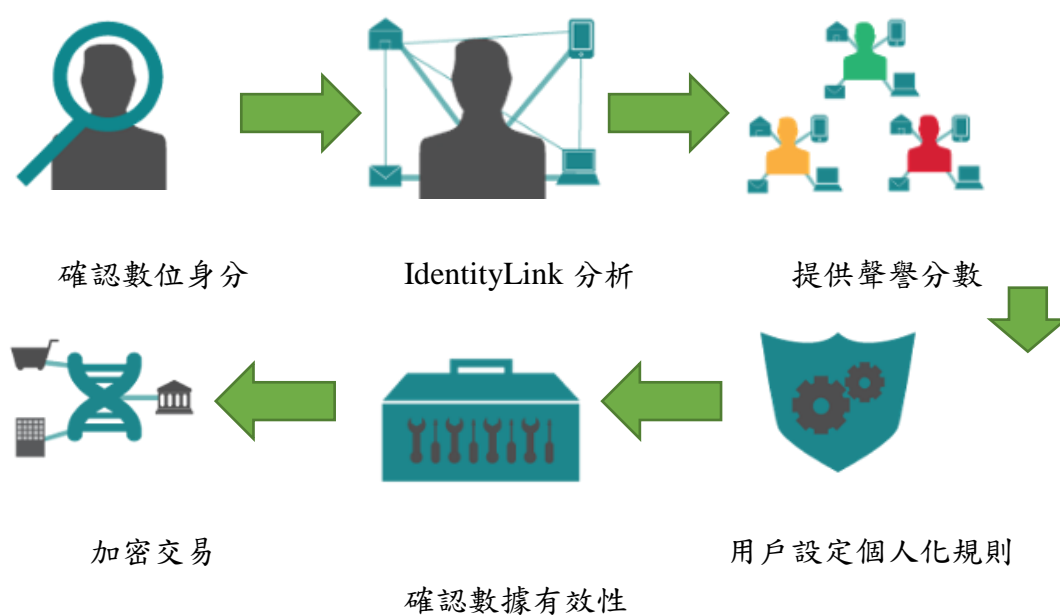 確認數位身分
IdentityLink 分析
提供聲譽分數
用戶設定個人化規則
確認數據有效性
加密交易